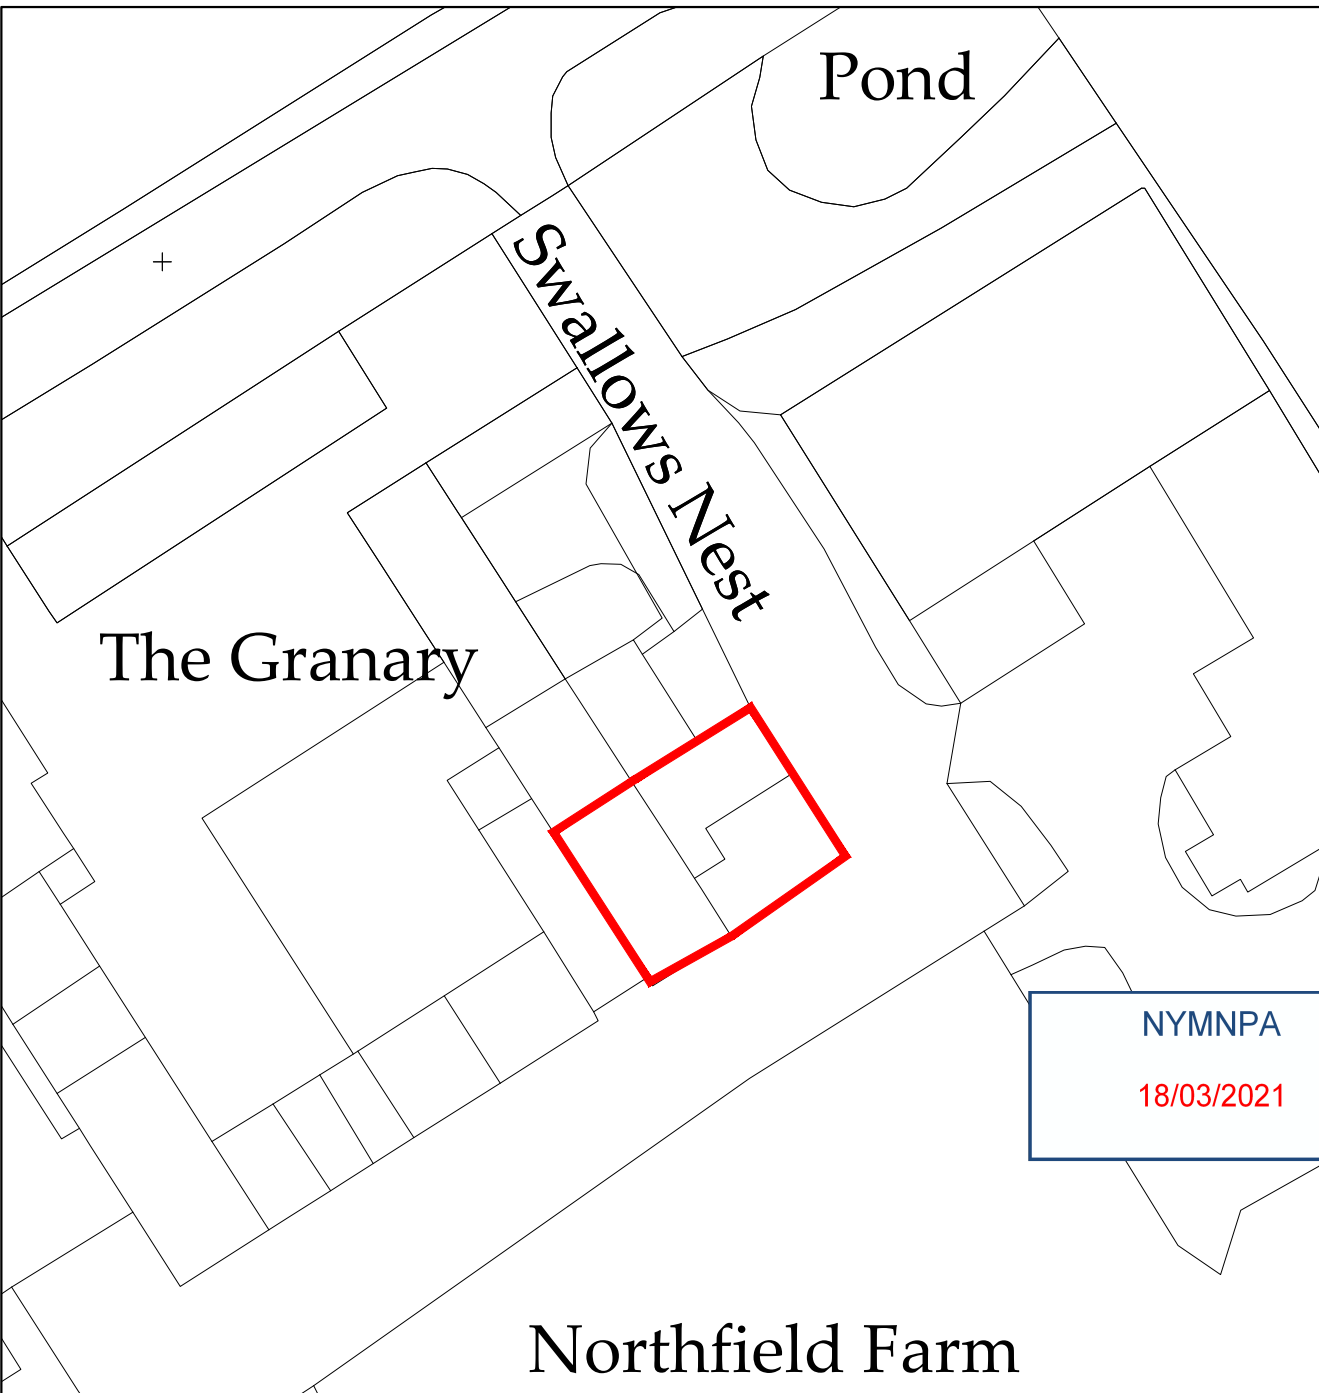 Pond
Swallows Nest
The Granary
NYMNPA
18/03/2021
Northfield Farm